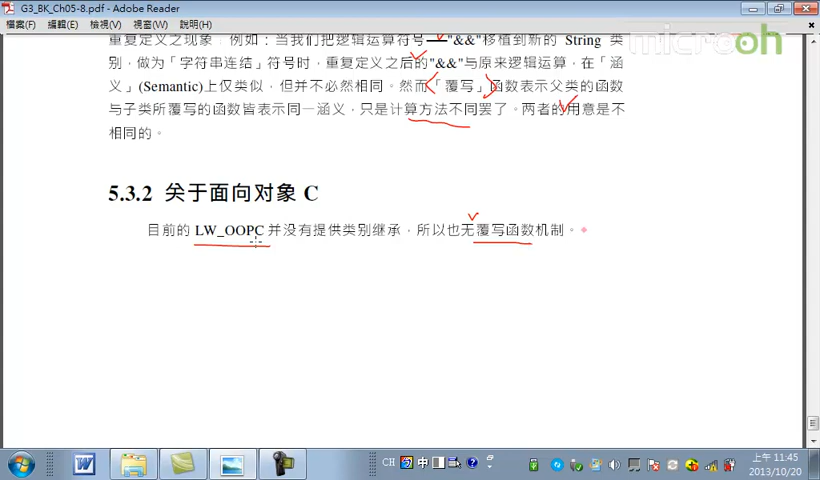 G3_BK_Ch05-8.pdf - Adobe Reader
檔案(F) 編輯(E) 檢視(V) 視窗(W) 說明(H)
microoh
重复定义之现象。例如：当我们把逻辑运算符号──"&&"移植到新的 String 类
别，做为「字符串连结」符号时，重复定义之后的"&&"与原来逻辑运算，在「涵
义」(Semantic)上仅类似，但并不必然相同。然而「覆写」函数表示父类的函数
与子类所覆写的函数皆表示同一涵义，只是计算方法不同罢了。两者的用意是不
相同的。
5.3.2 关于面向对象 C
目前的 LW_OOPC 并没有提供类别继承，所以也无覆写函数机制。
CH 中
上午 11:45
2013/10/20